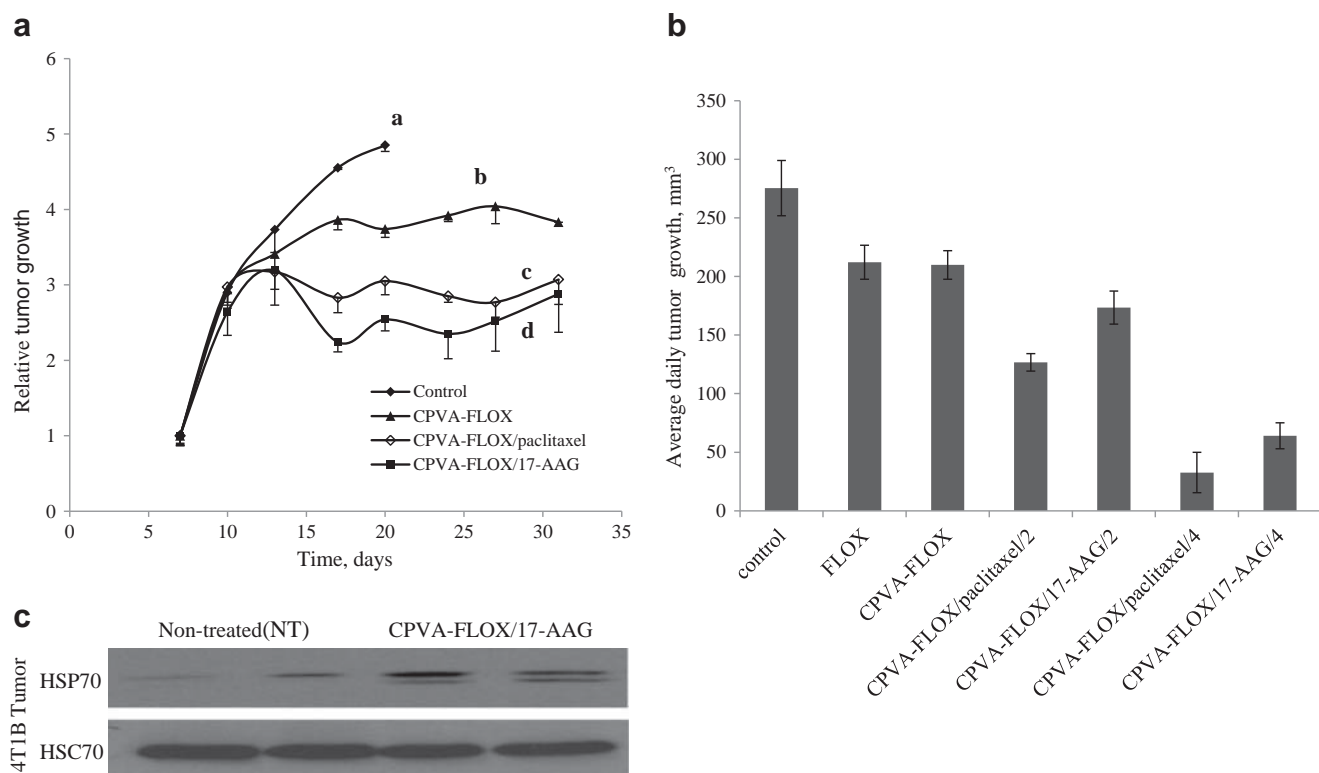 a
6
5
4
3
2
1
0
Relative tumor growth
a
b
c
d
Control
CPVA-FLOX
CPVA-FLOX/paclitaxel
CPVA-FLOX/17-AAG
0 5 10 15 20 25 30 35
Time, days
b
350
300
250
200
150
100
50
0
Average daily tumor growth, mm³
control
FLOX
CPVA-FLOX
CPVA-FLOX/paclitaxel/2
CPVA-FLOX/17-AAG/2
CPVA-FLOX/paclitaxel/4
CPVA-FLOX/17-AAG/4
c
Non-treated(NT) CPVA-FLOX/17-AAG
4T1B Tumor
HSP70
HSC70